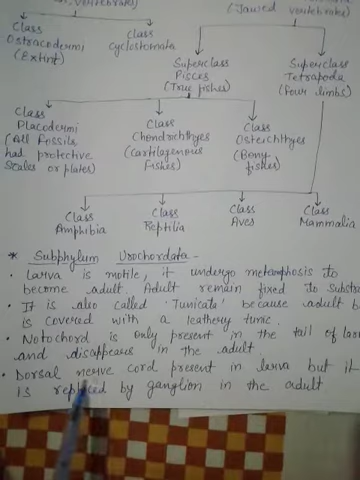 vertebrates)
(Jawed vertebrates)
Class
Ostracodermi
(Extint)
Class
Cyclostomata
Superclass
Pisces
(True fishes)
Superclass
Tetrapoda
(Four limbs)
Class
Placodermi
(All Fossils
had protective
scales or plates)
Class
Chondrichthyes
(Cartilagenous
Fishes)
Class
Osteichthyes
(Bony
fishes)
Class
Amphibia
Class
Reptilia
Class
Aves
Class
Mammalia
* Subphylum Urochordata -
• Larva is motile, it undergo metamorphosis to
become adult. Adult remain fixed to Substra
• It is also called 'Tunicata' because adult b
is covered with a leathery tunic.
• Notochord is only present in the tail of lar
and disappears in the adult.
• Dorsal nerve cord present in larva but it
is replaced by ganglion in the adult